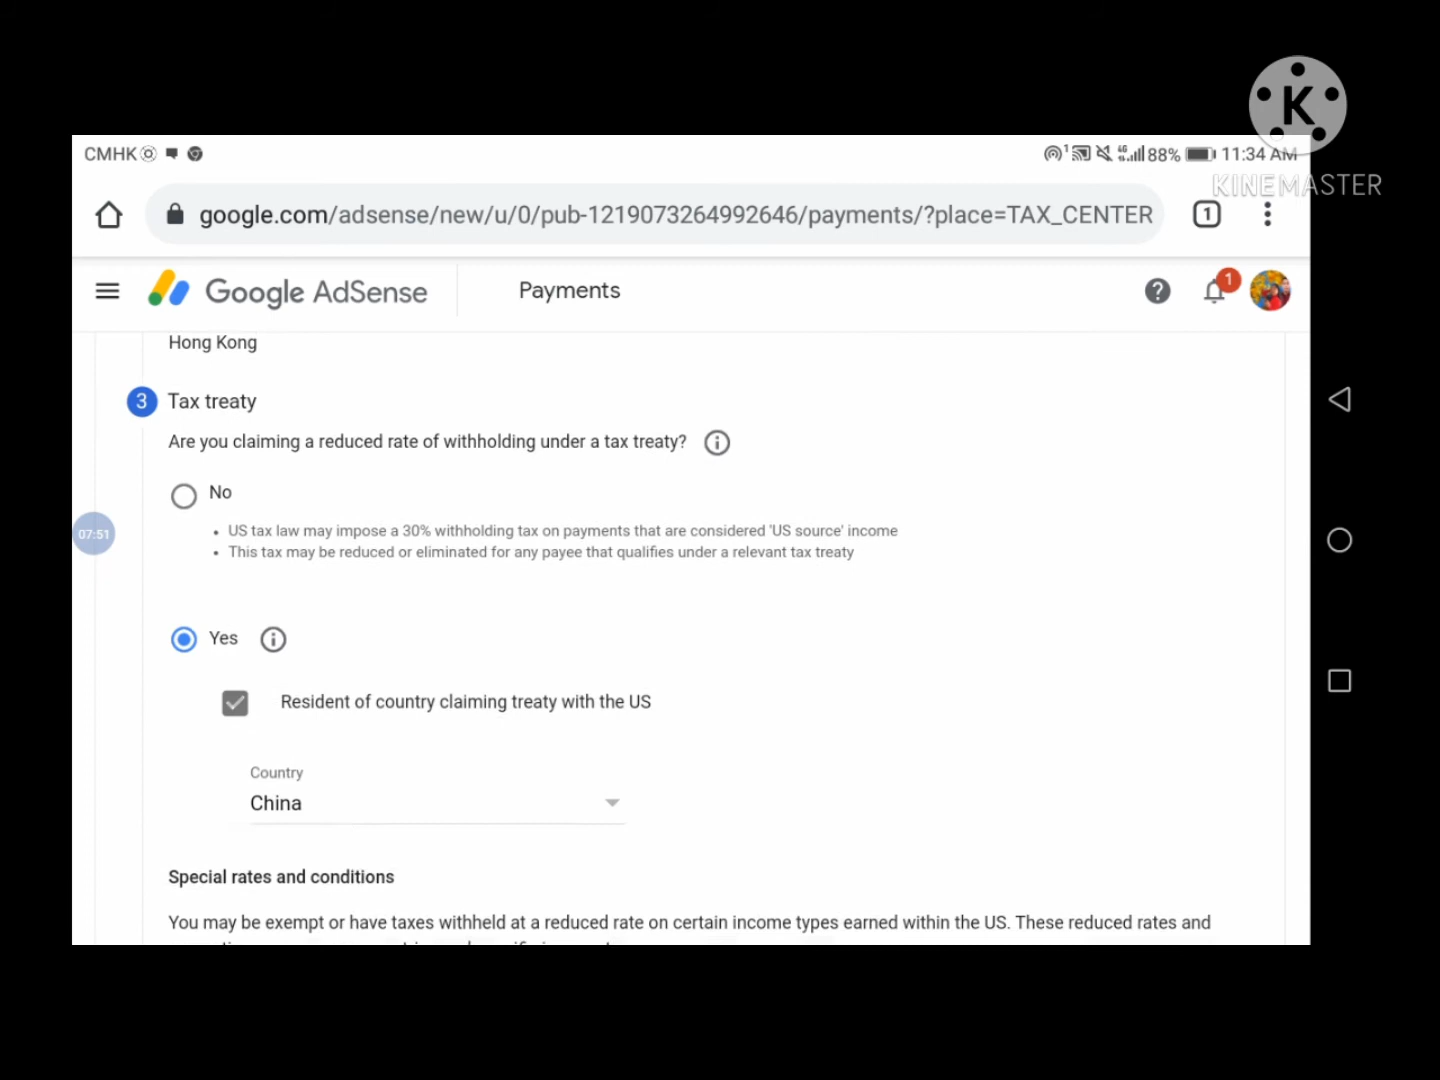 K
KINEMASTER
CMHK 1 4G 88% 11:34 AM
google.com/adsense/new/u/0/pub-1219073264992646/payments/?place=TAX_CENTER 1
Google AdSense Payments ? 1
Hong Kong
3 Tax treaty
Are you claiming a reduced rate of withholding under a tax treaty? i
No
• US tax law may impose a 30% withholding tax on payments that are considered 'US source' income
07:51
• This tax may be reduced or eliminated for any payee that qualifies under a relevant tax treaty
Yes i
Resident of country claiming treaty with the US
Country
China
Special rates and conditions
You may be exempt or have taxes withheld at a reduced rate on certain income types earned within the US. These reduced rates and